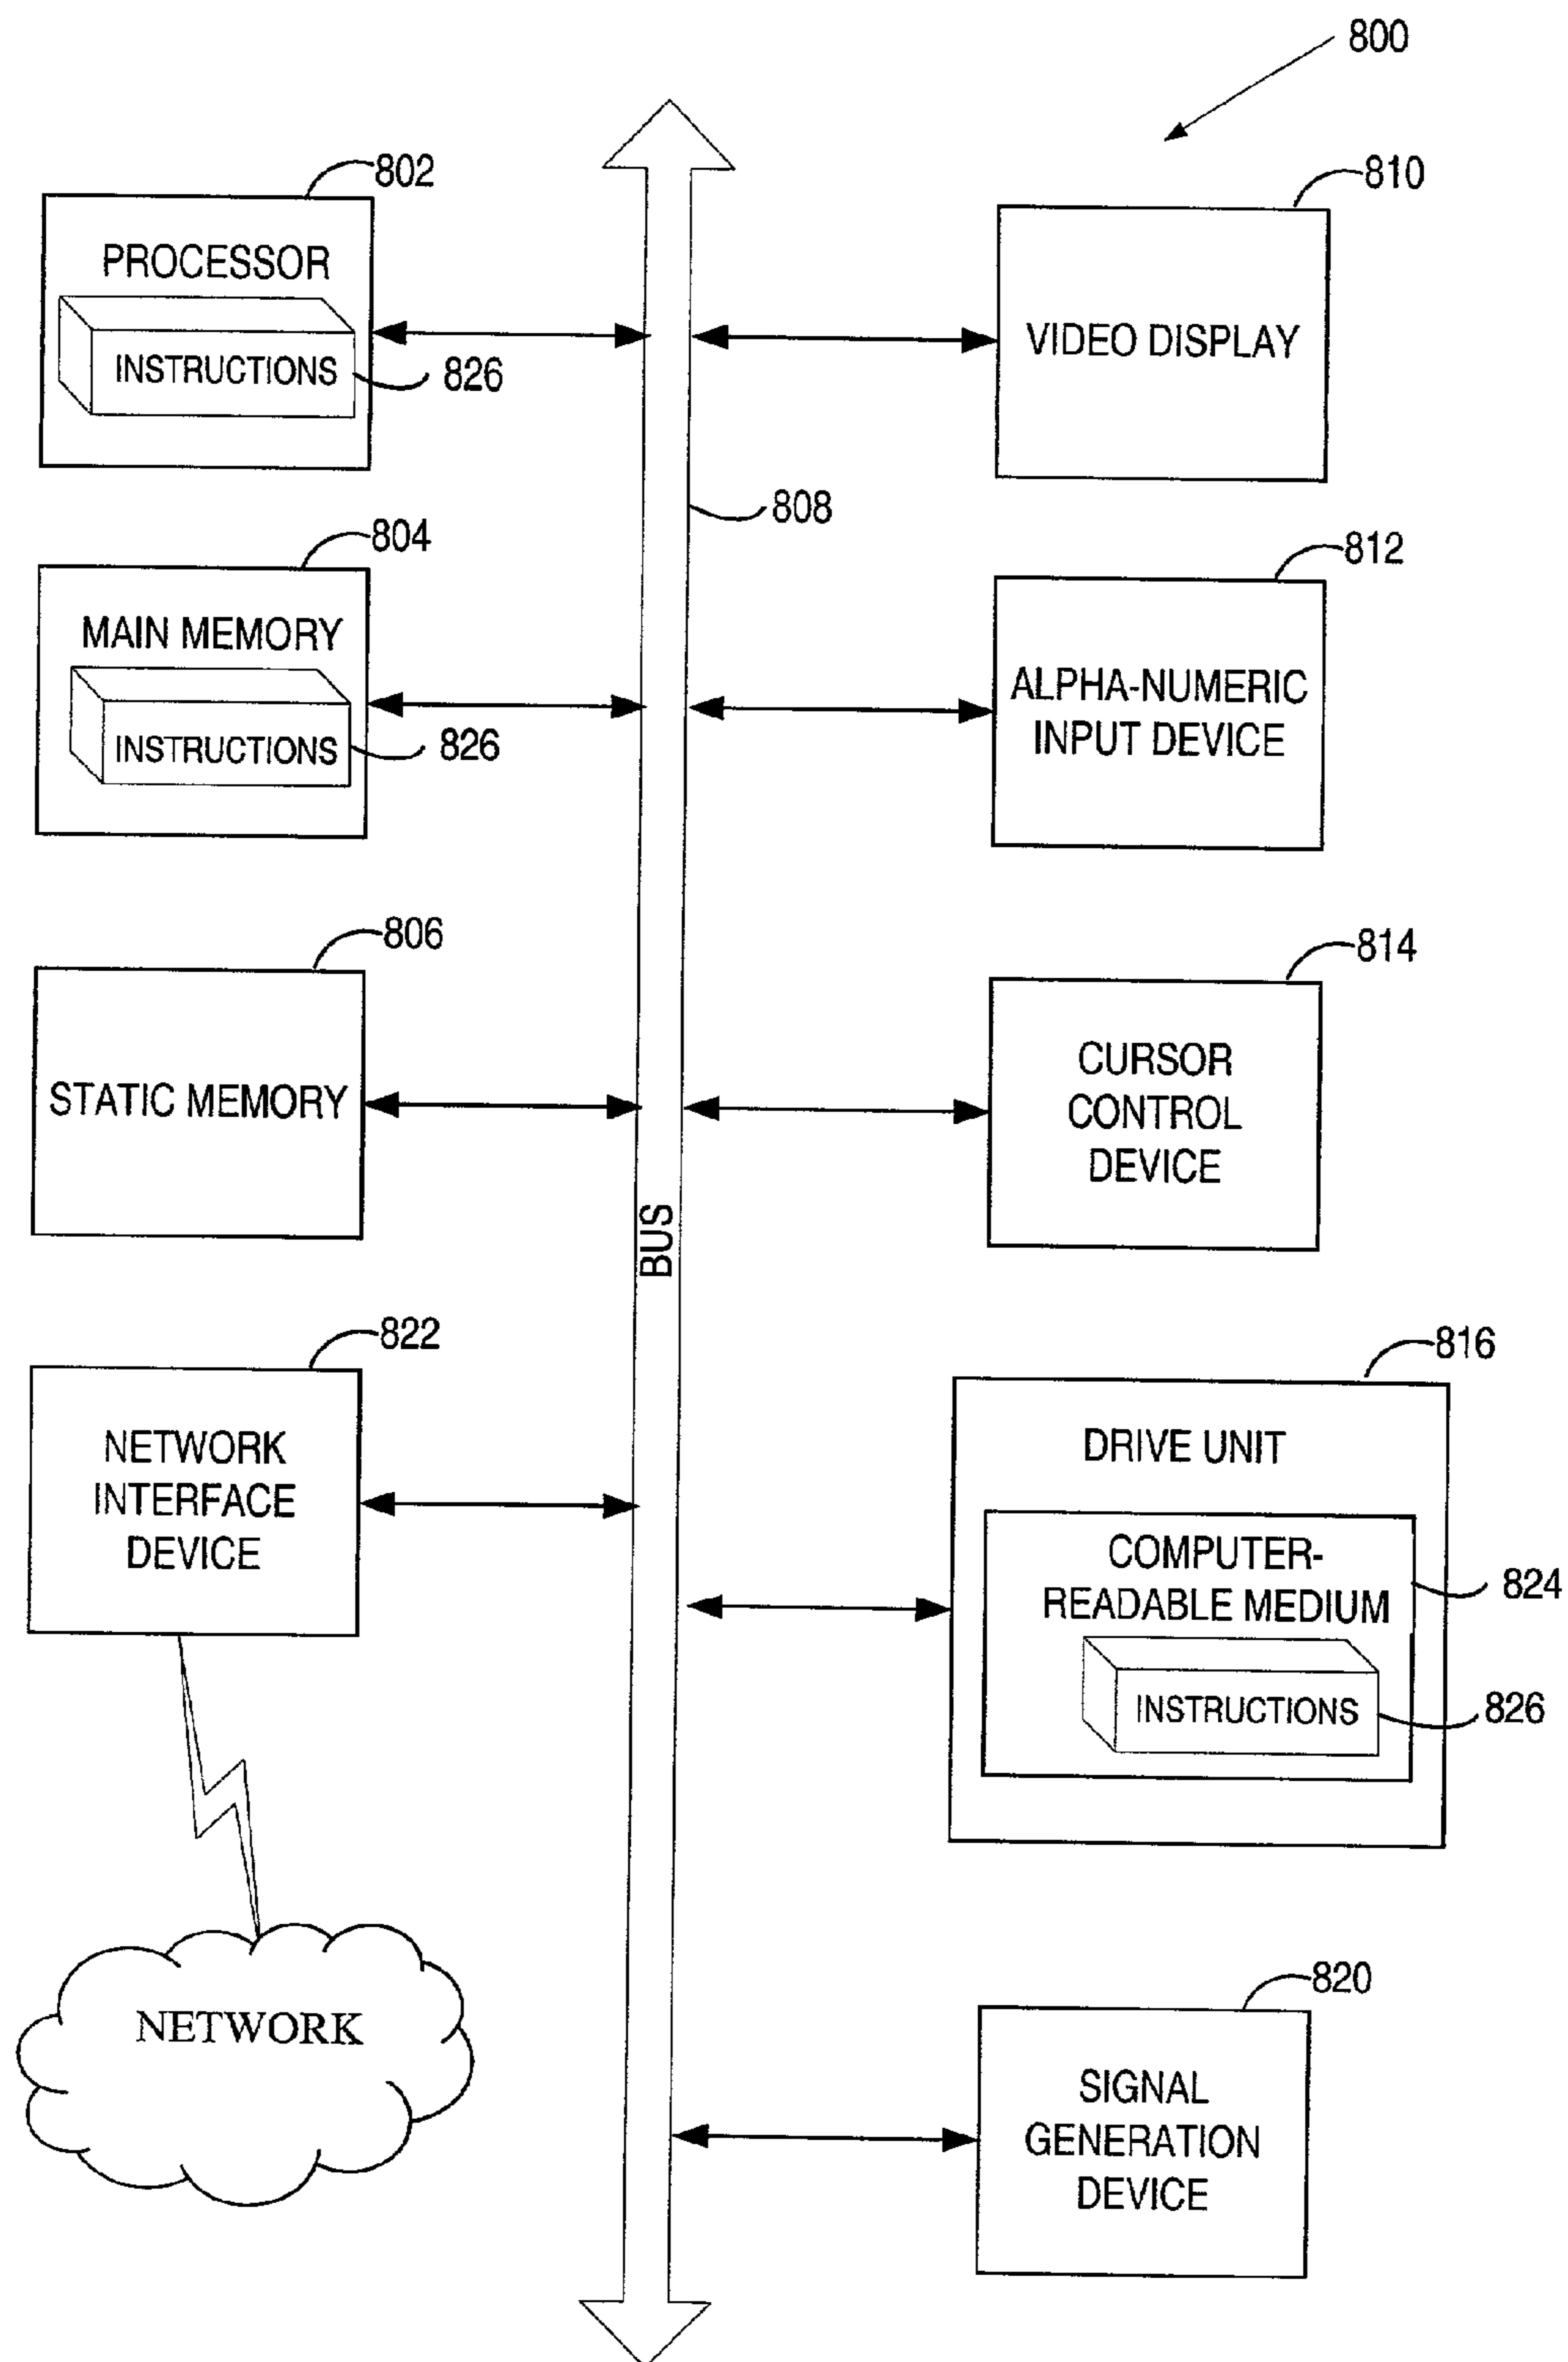 800
802
PROCESSOR
INSTRUCTIONS
826
810
VIDEO DISPLAY
808
804
MAIN MEMORY
INSTRUCTIONS
826
812
ALPHA-NUMERIC
INPUT DEVICE
806
STATIC MEMORY
814
CURSOR
CONTROL
DEVICE
BUS
822
NETWORK
INTERFACE
DEVICE
816
DRIVE UNIT
COMPUTER-
READABLE MEDIUM
824
INSTRUCTIONS
826
NETWORK
820
SIGNAL
GENERATION
DEVICE